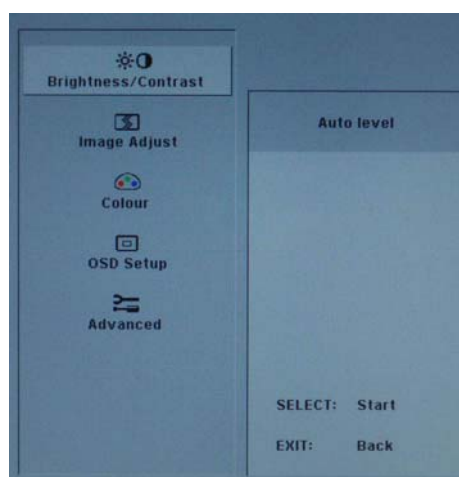 Brightness/Contrast
Image Adjust
Colour
OSD Setup
Advanced
Auto level
SELECT: Start
EXIT: Back